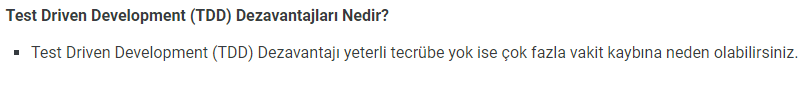 Test Driven Development (TDD) Dezavantajları Nedir?
▪ Test Driven Development (TDD) Dezavantajı yeterli tecrübe yok ise çok fazla vakit kaybına neden olabilirsiniz.